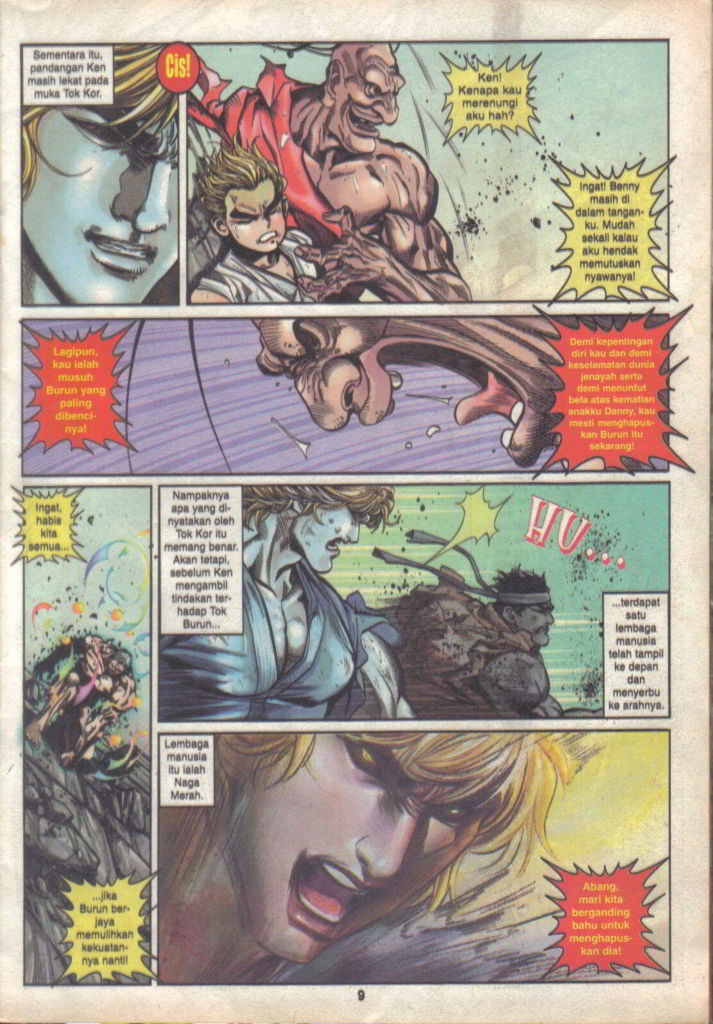 Sementara itu,
pandangan Ken
masih lekat pada
muka Tok Kor.
Cis!
Ken!
Kenapa kau
merenungi
aku hah?
Ingat! Benny
masih di
dalam tangan-
ku. Mudah
sekali kalau
aku hendak
memutuskan
nyawanya!
Lagipun,
kau ialah
musuh
Burun yang
paling
dibenci-
nya!
Demi kepentingan
diri kau dan demi
keselamatan dunia
jenayah serta
demi menuntut
bela atas kematian
anakku Danny, kau
mesti menghapus-
kan Burun itu
sekarang!
Ingat,
habis
kita
semua...
...jika
Burun ber-
jaya
memulihkan
kekuatan-
nya nanti!
Nampaknya
apa yang di-
nyatakan oleh
Tok Kor itu
memang benar.
Akan tetapi,
sebelum Ken
mengambil
tindakan ter-
hadap Tok
Burun...
HU...
...terdapat
satu
lembaga
manusia
telah tampil
ke depan
dan
menyerbu
ke arahnya.
Lembaga
manusia
itu ialah
Naga
Merah.
Abang,
mari kita
berganding
bahu untuk
menghapus-
kan dia!
9